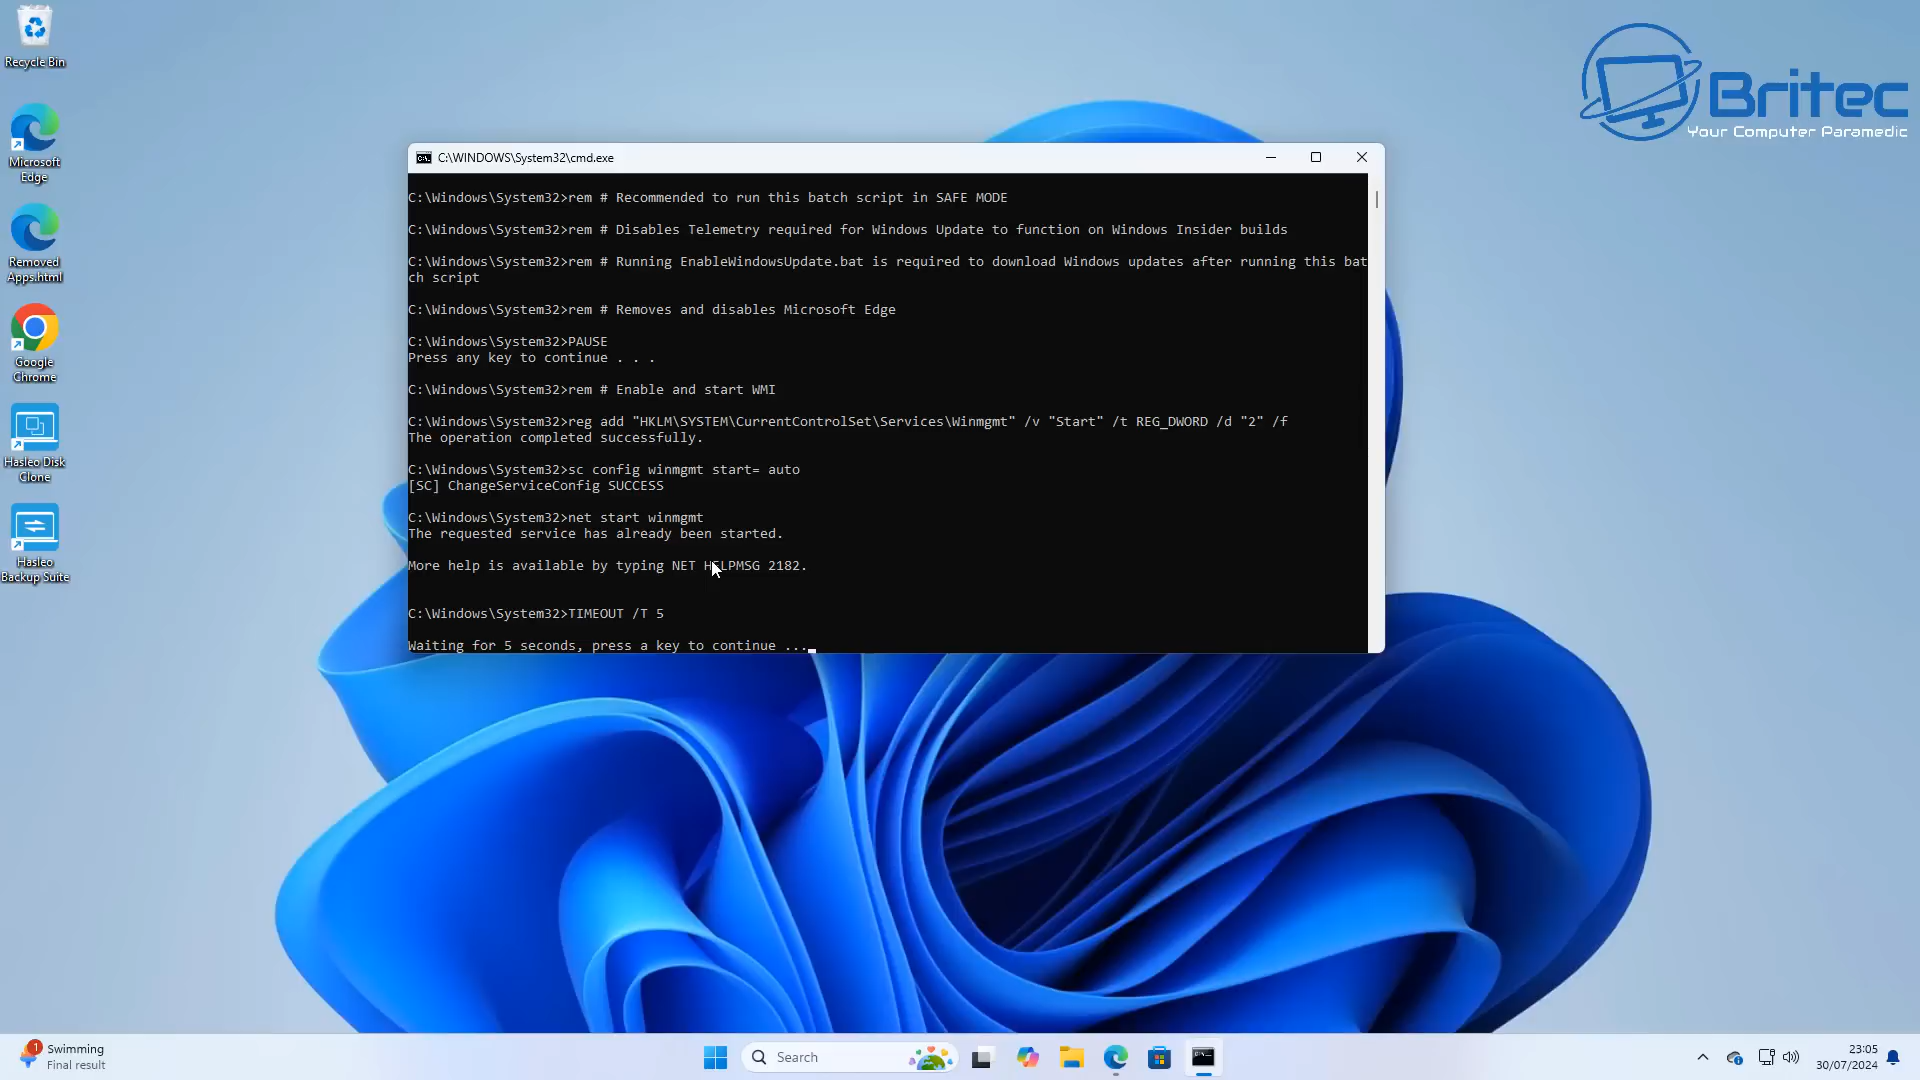 Recycle Bin
Microsoft
Edge
Removed
Apps.html
Google
Chrome
Hasleo Disk
Clone
Hasleo
Backup Suite
Britec
Your Computer Paramedic
C:\WINDOWS\System32\cmd.exe
C:\Windows\System32>rem # Recommended to run this batch script in SAFE MODE
C:\Windows\System32>rem # Disables Telemetry required for Windows Update to function on Windows Insider builds
C:\Windows\System32>rem # Running EnableWindowsUpdate.bat is required to download Windows updates after running this bat
ch script
C:\Windows\System32>rem # Removes and disables Microsoft Edge
C:\Windows\System32>PAUSE
Press any key to continue . . .
C:\Windows\System32>rem # Enable and start WMI
C:\Windows\System32>reg add "HKLM\SYSTEM\CurrentControlSet\Services\Winmgmt" /v "Start" /t REG_DWORD /d "2" /f
The operation completed successfully.
C:\Windows\System32>sc config winmgmt start= auto
[SC] ChangeServiceConfig SUCCESS
C:\Windows\System32>net start winmgmt
The requested service has already been started.
More help is available by typing NET HELPMSG 2182.
C:\Windows\System32>TIMEOUT /T 5
Waiting for 5 seconds, press a key to continue ...
1
Swimming
Final result
Search
23:05
30/07/2024